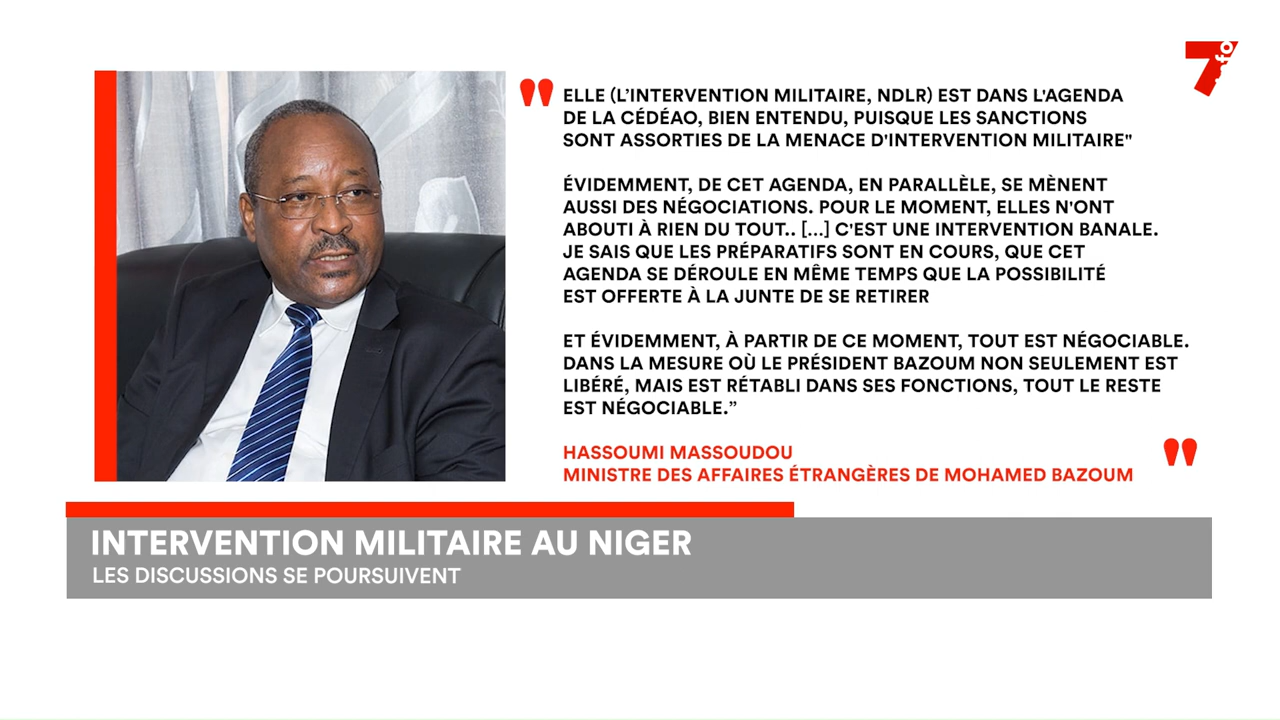 7
fo
" ELLE (L'INTERVENTION MILITAIRE, NDLR) EST DANS L'AGENDA
DE LA CÉDÉAO, BIEN ENTENDU, PUISQUE LES SANCTIONS
SONT ASSORTIES DE LA MENACE D'INTERVENTION MILITAIRE"
ÉVIDEMMENT, DE CET AGENDA, EN PARALLÈLE, SE MÈNENT
AUSSI DES NÉGOCIATIONS. POUR LE MOMENT, ELLES N'ONT
ABOUTI À RIEN DU TOUT.. [...] C'EST UNE INTERVENTION BANALE.
JE SAIS QUE LES PRÉPARATIFS SONT EN COURS, QUE CET
AGENDA SE DÉROULE EN MÊME TEMPS QUE LA POSSIBILITÉ
EST OFFERTE À LA JUNTE DE SE RETIRER
ET ÉVIDEMMENT, À PARTIR DE CE MOMENT, TOUT EST NÉGOCIABLE.
DANS LA MESURE OÙ LE PRÉSIDENT BAZOUM NON SEULEMENT EST
LIBÉRÉ, MAIS EST RÉTABLI DANS SES FONCTIONS, TOUT LE RESTE
EST NÉGOCIABLE.”
HASSOUMI MASSOUDOU "
MINISTRE DES AFFAIRES ÉTRANGÈRES DE MOHAMED BAZOUM
INTERVENTION MILITAIRE AU NIGER
LES DISCUSSIONS SE POURSUIVENT